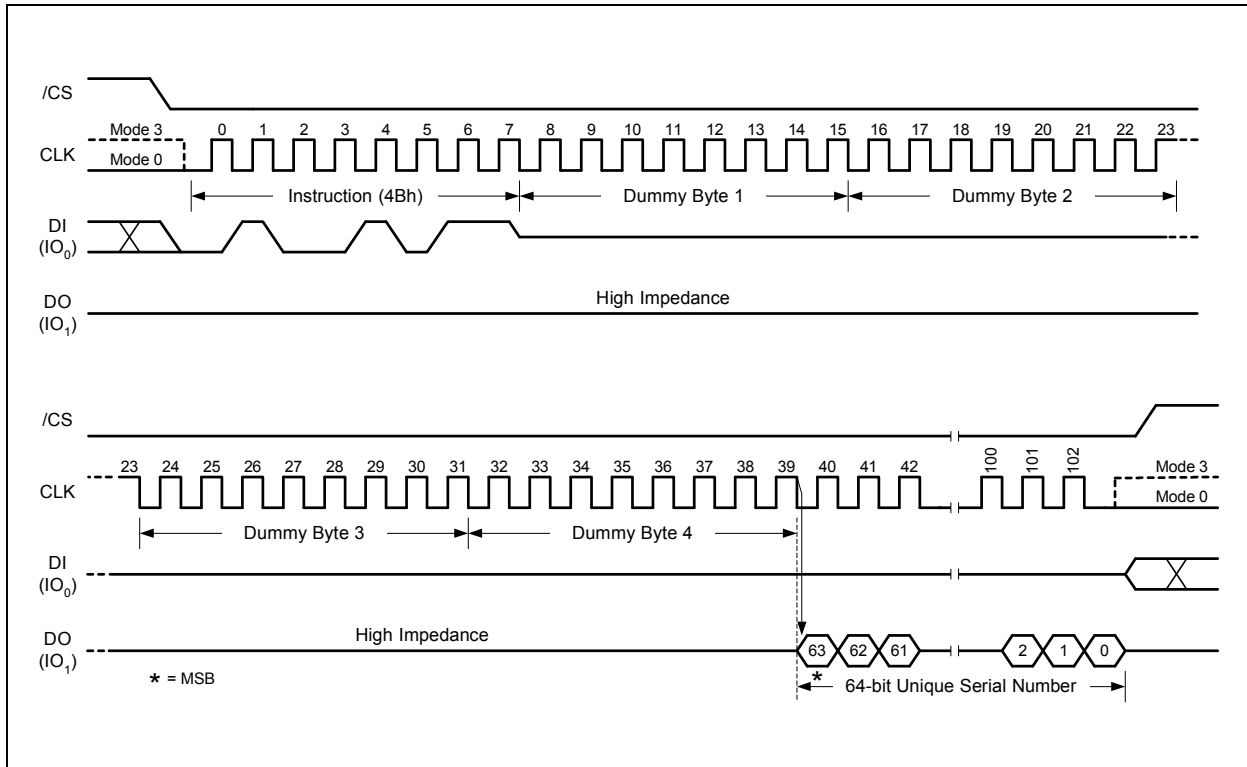 /CS
Mode 3
0 1 2 3 4 5 6 7 8 9 10 11 12 13 14 15 16 17 18 19 20 21 22 23
CLK
Mode 0
Instruction (4Bh) Dummy Byte 1 Dummy Byte 2
DI
(IO0)
High Impedance
DO
(IO1)
/CS
23 24 25 26 27 28 29 30 31 32 33 34 35 36 37 38 39 40 41 42 100 101 102
Mode 3
CLK
Mode 0
Dummy Byte 3 Dummy Byte 4
DI
(IO0)
High Impedance
DO
(IO1)
63 62 61 2 1 0
* = MSB
*
64-bit Unique Serial Number